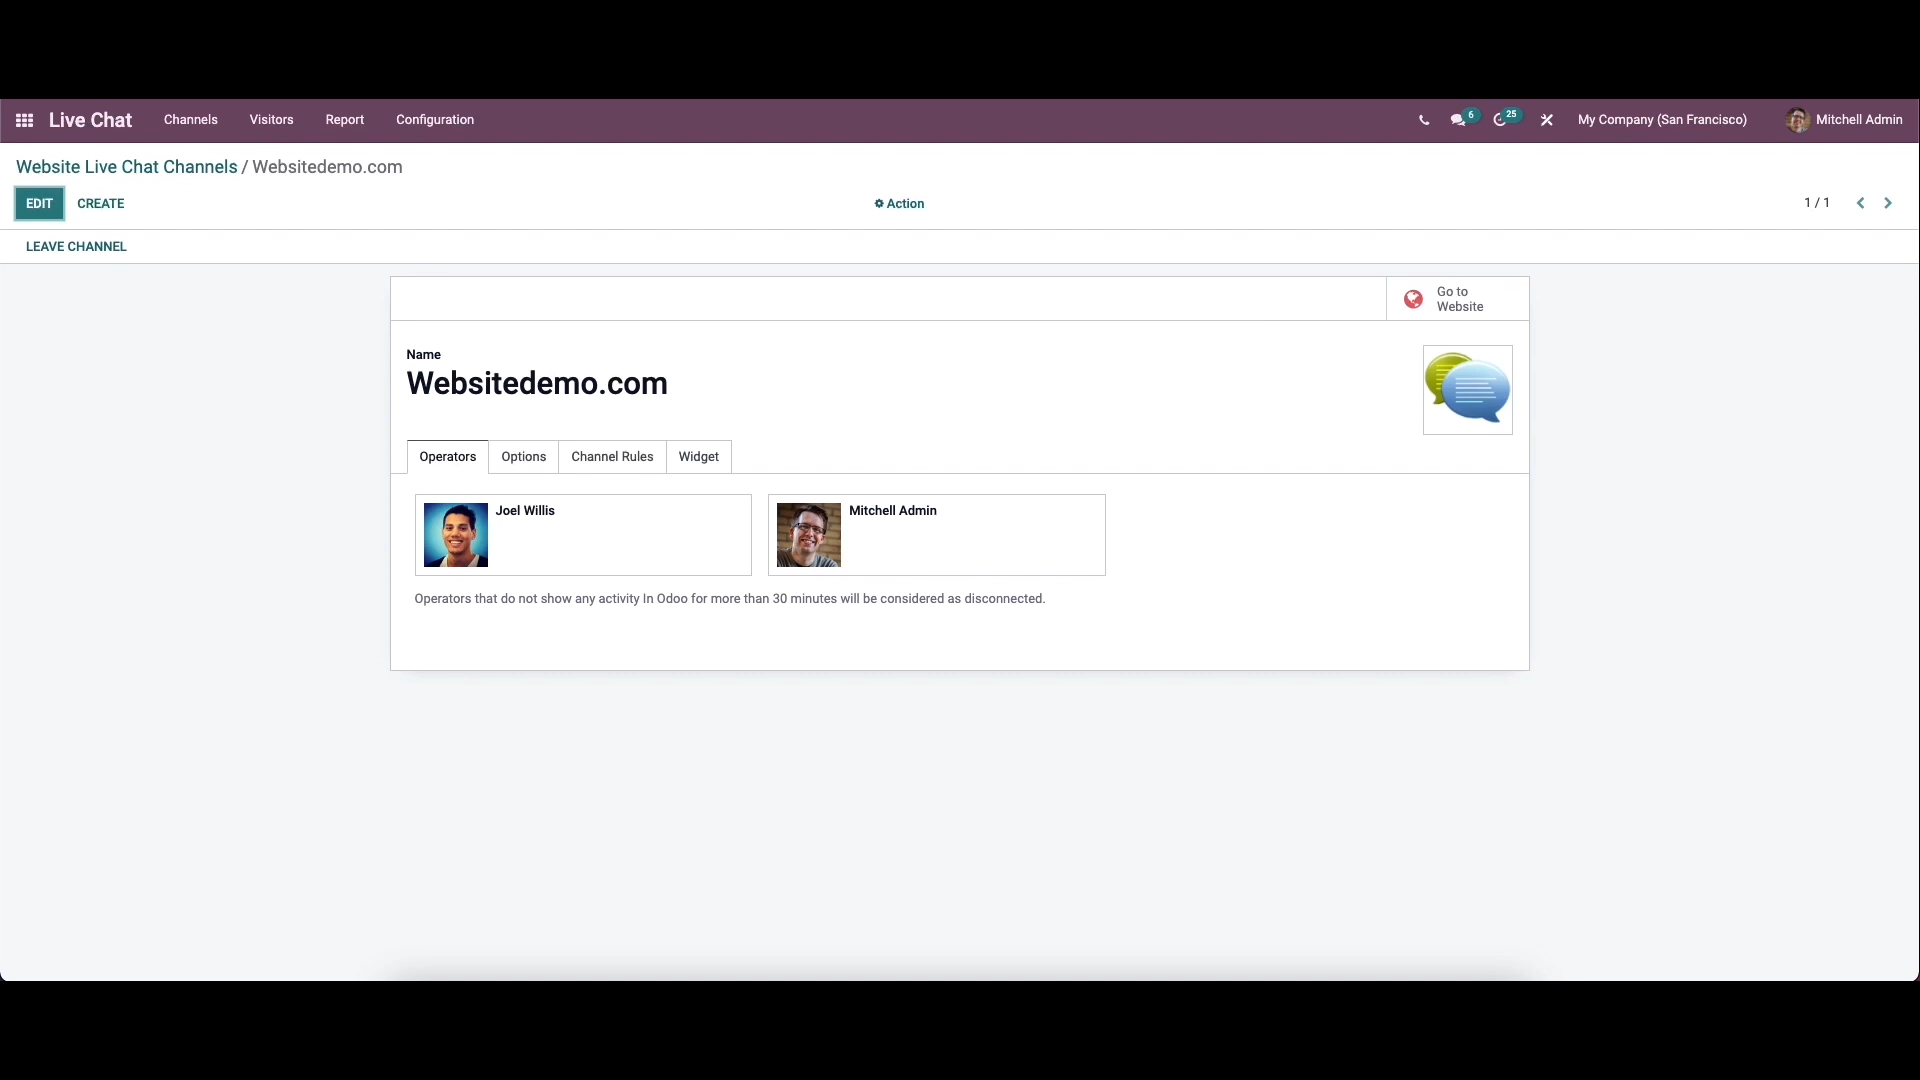 Live Chat Channels Visitors Report Configuration 6 25 My Company (San Francisco) Mitchell Admin
Website Live Chat Channels / Websitedemo.com
EDIT CREATE Action 1 / 1
LEAVE CHANNEL
Go to
Website
Name
Websitedemo.com
Operators Options Channel Rules Widget
Joel Willis Mitchell Admin
Operators that do not show any activity In Odoo for more than 30 minutes will be considered as disconnected.